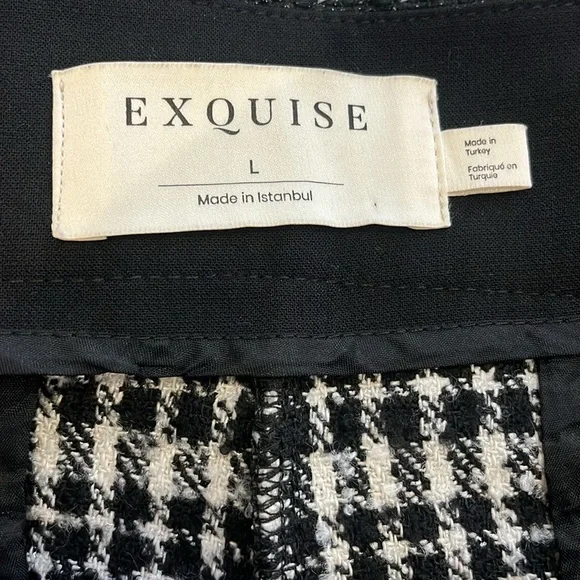 EXQUISE
L
Made in Istanbul
Made in
Turkey
Fabriqué en
Turquie